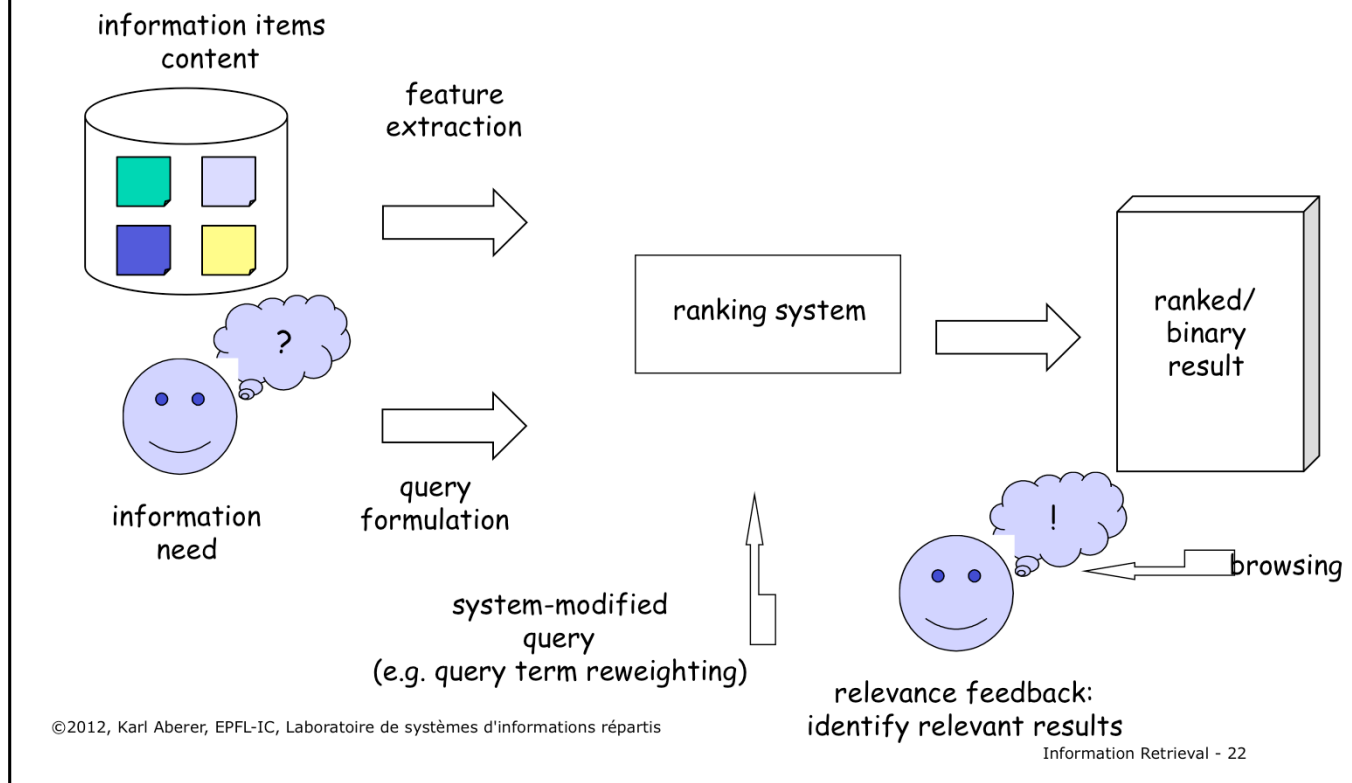 information items
content
feature
extraction
ranking system
ranked/
binary
result
?
information
need
query
formulation
!
browsing
system-modified
query
(e.g. query term reweighting)
relevance feedback:
identify relevant results
©2012, Karl Aberer, EPFL-IC, Laboratoire de systèmes d'informations répartis
Information Retrieval - 22